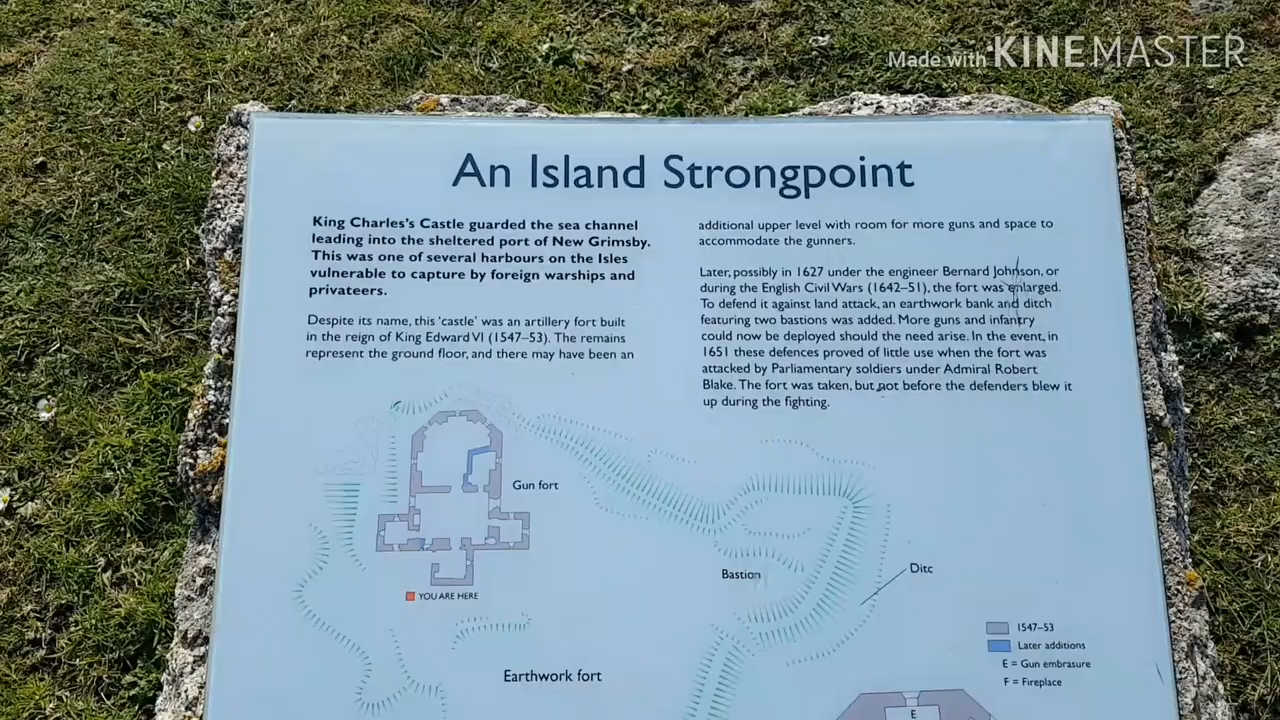 Made with KINEMASTER
An Island Strongpoint
King Charles's Castle guarded the sea channel
leading into the sheltered port of New Grimsby.
This was one of several harbours on the Isles
vulnerable to capture by foreign warships and
privateers.
Despite its name, this 'castle' was an artillery fort built
in the reign of King Edward VI (1547–53). The remains
represent the ground floor, and there may have been an
additional upper level with room for more guns and space to
accommodate the gunners.
Later, possibly in 1627 under the engineer Bernard Johnson, or
during the English Civil Wars (1642–51), the fort was enlarged.
To defend it against land attack, an earthwork bank and ditch
featuring two bastions was added. More guns and infantry
could now be deployed should the need arise. In the event, in
1651 these defences proved of little use when the fort was
attacked by Parliamentary soldiers under Admiral Robert
Blake. The fort was taken, but not before the defenders blew it
up during the fighting.
Gun fort
YOU ARE HERE
Bastion
Ditc
Earthwork fort
1547–53
Later additions
E = Gun embrasure
F = Fireplace
E